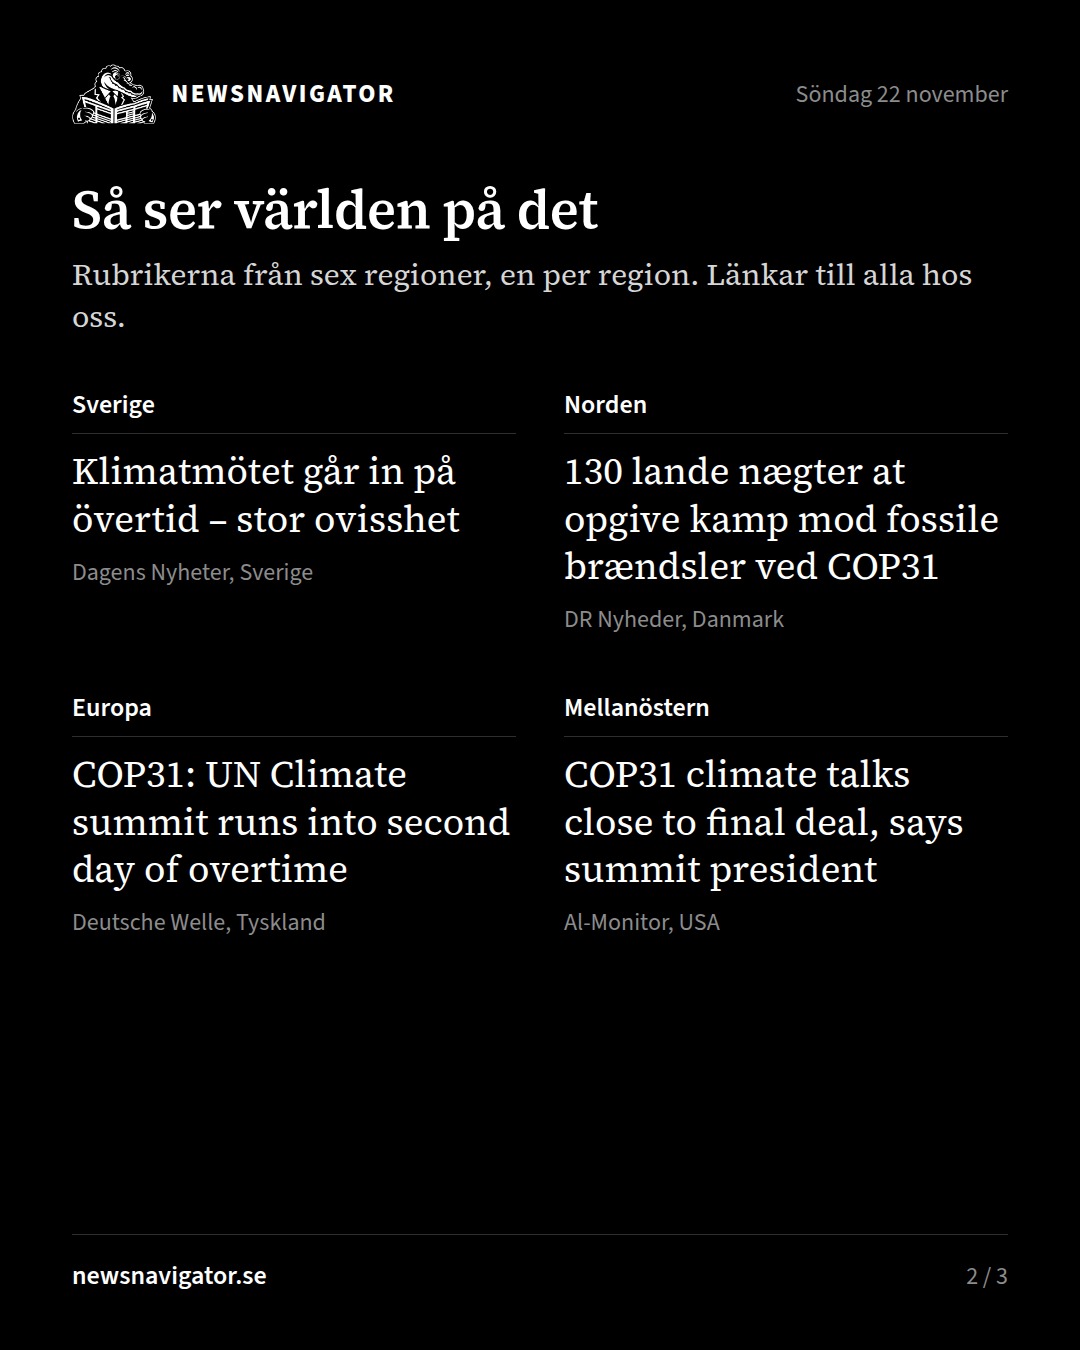 NEWSNAVIGATOR
Söndag 22 november
Så ser världen på det
Rubrikerna från sex regioner, en per region. Länkar till alla hos
oss.
Sverige
Klimatmötet går in på
övertid – stor ovisshet
Dagens Nyheter, Sverige
Norden
130 lande nægter at
opgive kamp mod fossile
brændsler ved COP31
DR Nyheder, Danmark
Europa
COP31: UN Climate
summit runs into second
day of overtime
Deutsche Welle, Tyskland
Mellanöstern
COP31 climate talks
close to final deal, says
summit president
Al-Monitor, USA
newsnavigator.se
2 / 3